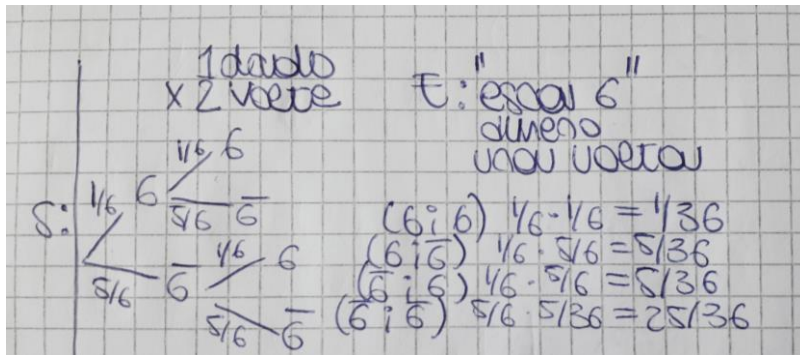 1 dado
x 2 volte
E: "esca 6"
almeno
una volta
S:
1/6 6 1/6 6
5/6 6̅
5/6 6̅ 1/6 6
5/6 6̅
(6; 6) 1/6 · 1/6 = 1/36
(6; 6̅) 1/6 · 5/6 = 5/36
(6̅; 6) 1/6 · 5/6 = 5/36
(6̅; 6̅) 5/6 · 5/36 = 25/36